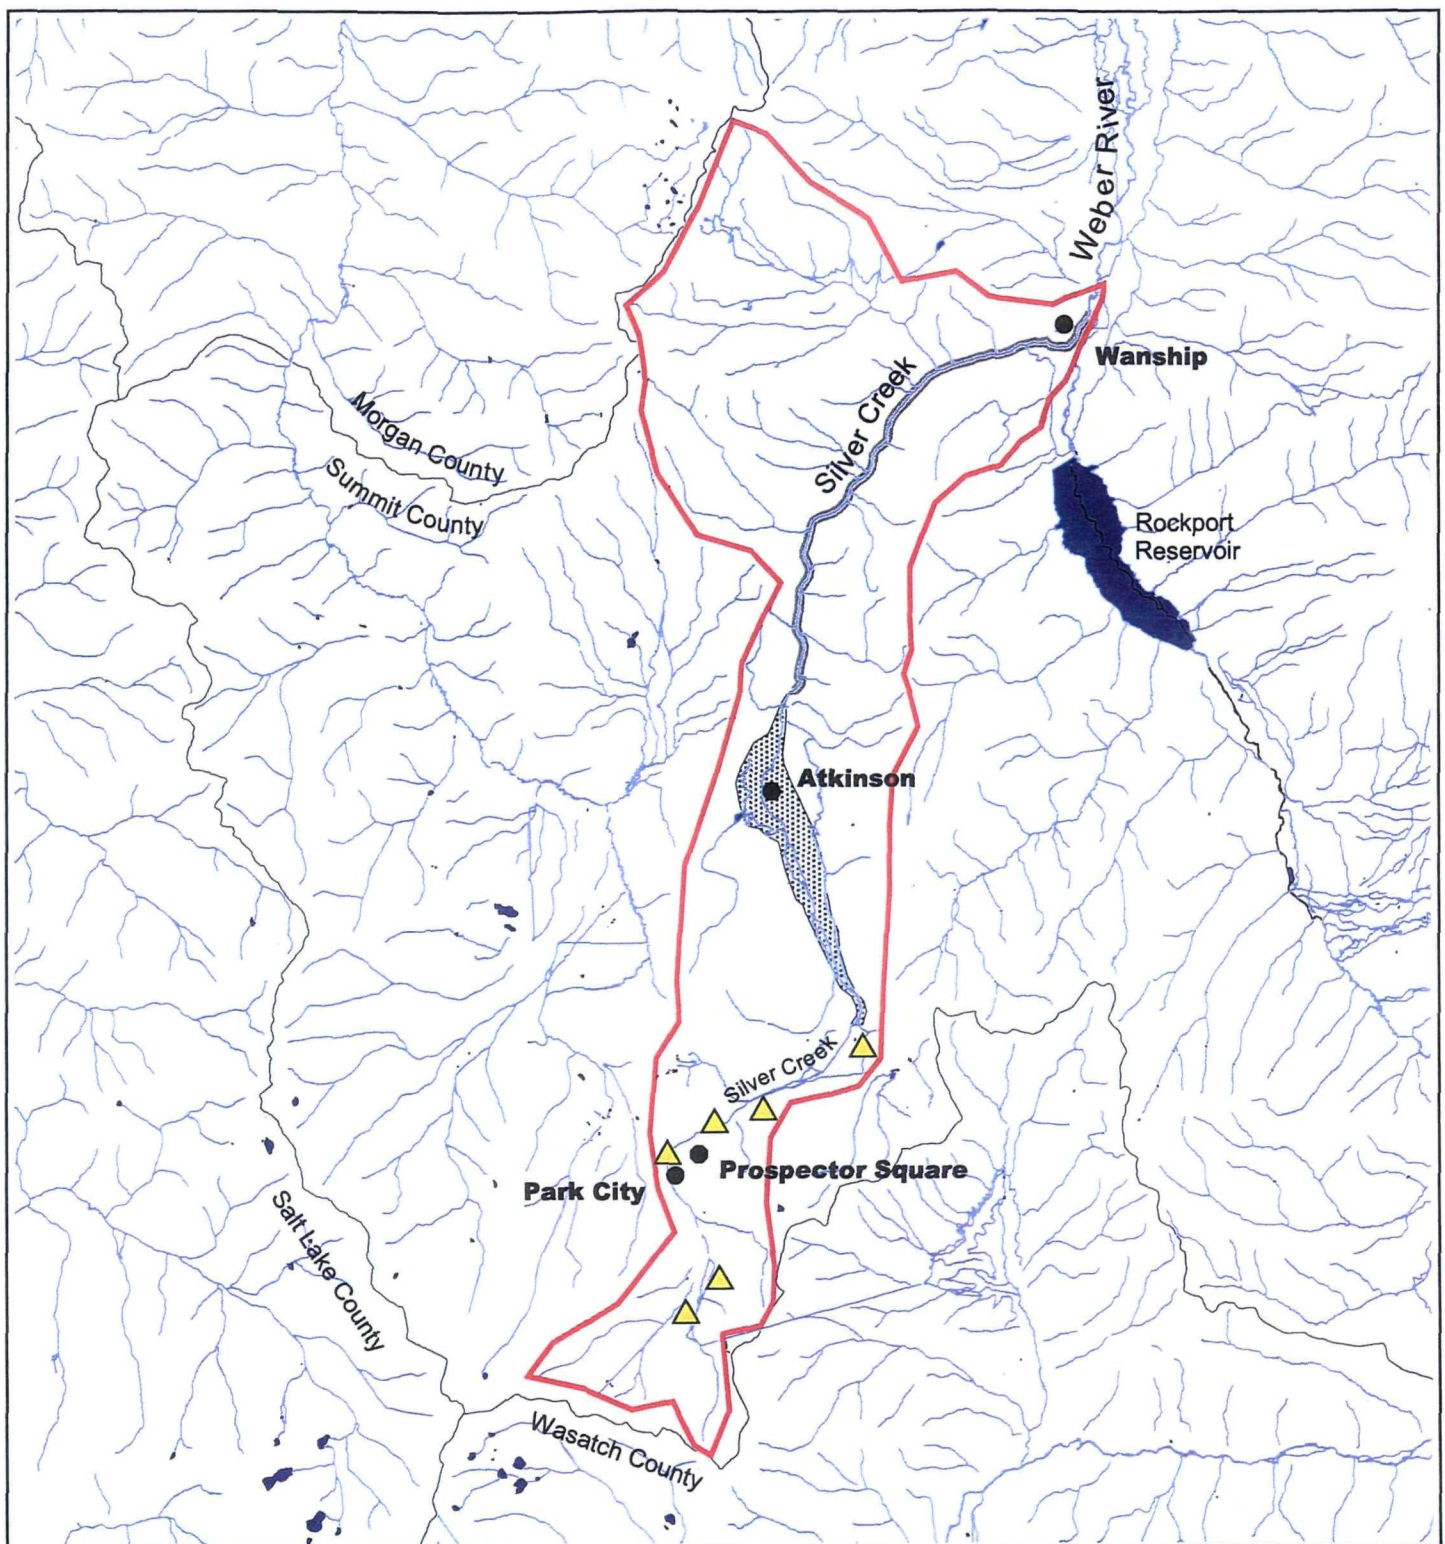 Weber River
Wanship
Silver Creek
Morgan County
Summit County
Rockport
Reservoir
Atkinson
Silver Creek
Prospector Square
Park City
Salt Lake County
Wasatch County